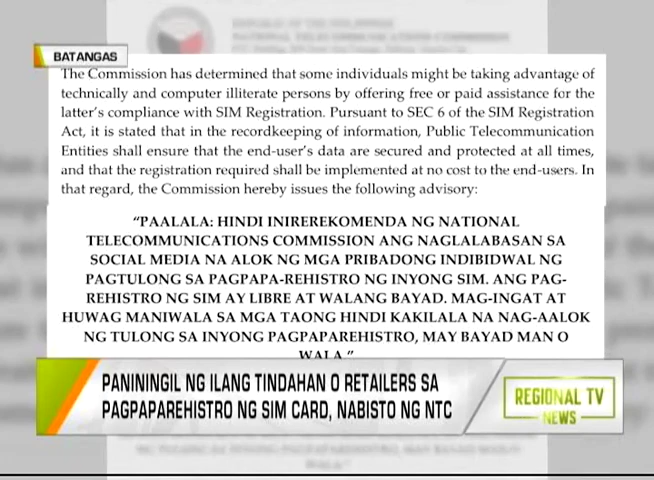 BATANGAS
The Commission has determined that some individuals might be taking advantage of
technically and computer illiterate persons by offering free or paid assistance for the
latter's compliance with SIM Registration. Pursuant to SEC 6 of the SIM Registration
Act, it is stated that in the recordkeeping of information, Public Telecommunication
Entities shall ensure that the end-user's data are secured and protected at all times,
and that the registration required shall be implemented at no cost to the end-users. In
that regard, the Commission hereby issues the following advisory:
"PAALALA: HINDI INIREREKOMENDA NG NATIONAL
TELECOMMUNICATIONS COMMISSION ANG NAGLALABASAN SA
SOCIAL MEDIA NA ALOK NG MGA PRIBADONG INDIBIDWAL NG
PAGTULONG SA PAGPAPA-REHISTRO NG INYONG SIM. ANG PAG-
REHISTRO NG SIM AY LIBRE AT WALANG BAYAD. MAG-INGAT AT
HUWAG MANIWALA SA MGA TAONG HINDI KAKILALA NA NAG-AALOK
NG TULONG SA INYONG PAGPAPAREHISTRO, MAY BAYAD MAN O
WALA."
PANININGIL NG ILANG TINDAHAN O RETAILERS SA
PAGPAPAREHISTRO NG SIM CARD, NABISTO NG NTC
REGIONAL TV
NEWS